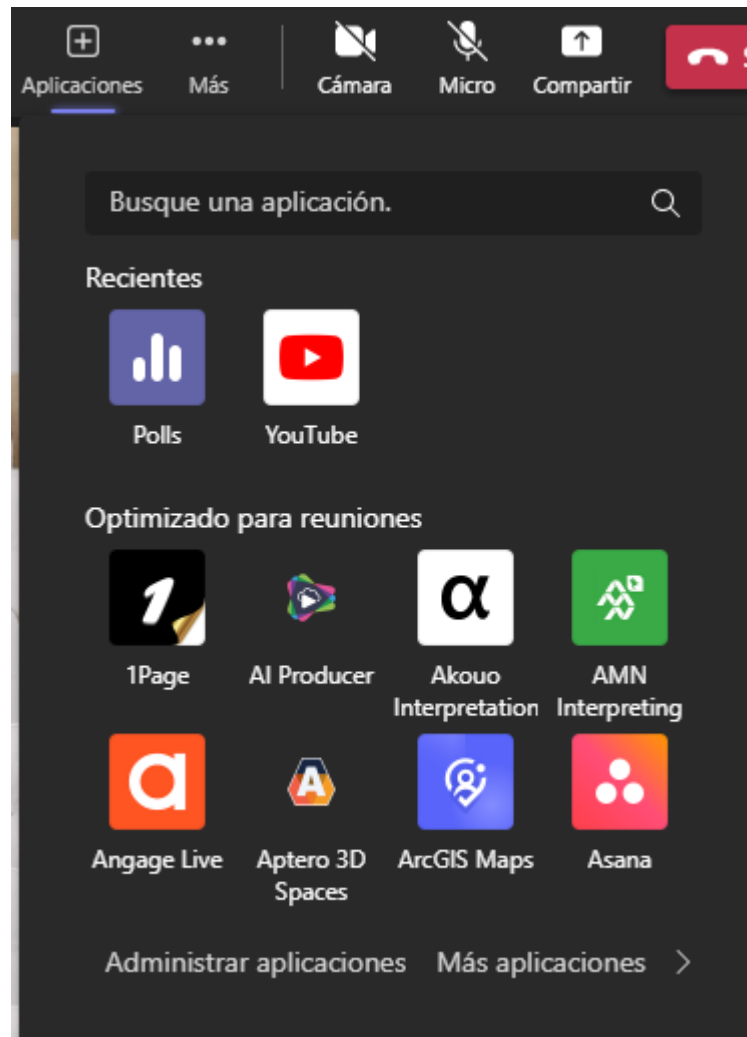 Aplicaciones Más Cámara Micro Compartir
Busque una aplicación.
Recientes
Polls YouTube
Optimizado para reuniones
1Page AI Producer Akouo AMN
Interpretation Interpreting
Angage Live Aptero 3D ArcGIS Maps Asana
Spaces
Administrar aplicaciones Más aplicaciones